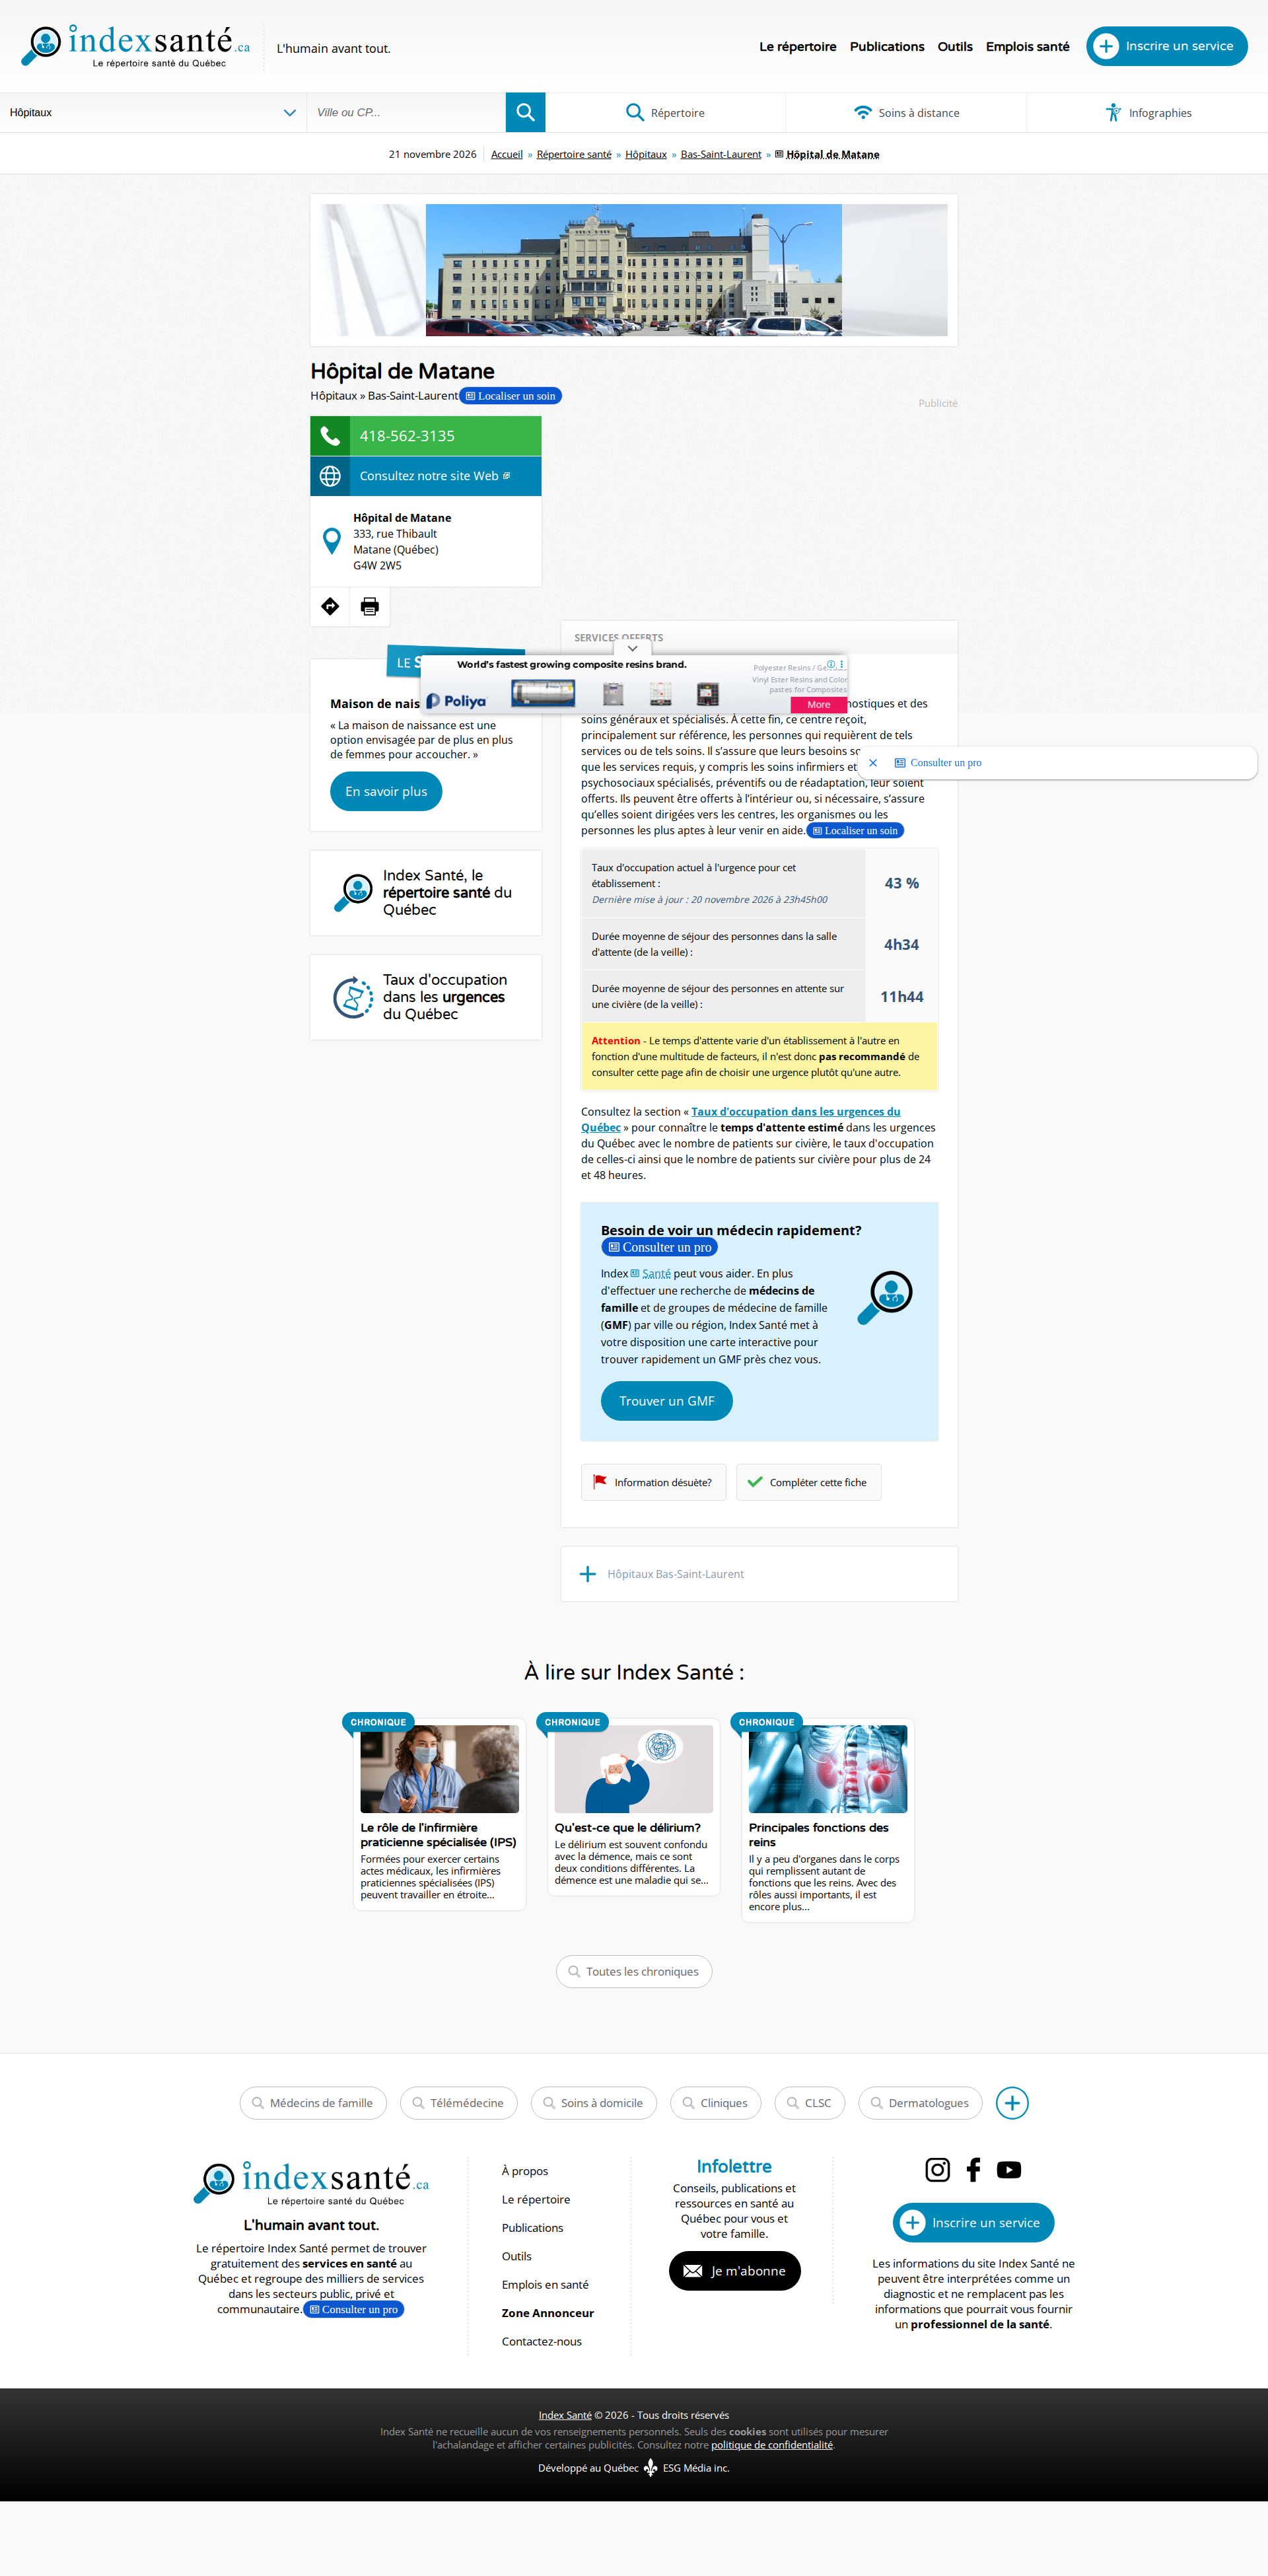 indexsanté.ca
Le répertoire santé du Québec
L'humain avant tout.
Le répertoire
Publications
Outils
Emplois santé
Inscrire un service
Hôpitaux
Ville ou CP...
Répertoire
Soins à distance
Infographies
21 novembre 2026
Accueil » Répertoire santé » Hôpitaux » Bas-Saint-Laurent » Hôpital de Matane
Hôpital de Matane
Hôpitaux » Bas-Saint-Laurent Localiser un soin
Publicité
418-562-3135
Consultez notre site Web
Hôpital de Matane
333, rue Thibault
Matane (Québec)
G4W 2W5
LE
Maison de nais
« La maison de naissance est une
option envisagée par de plus en plus
de femmes pour accoucher. »
En savoir plus
Index Santé, le
répertoire santé du
Québec
Taux d'occupation
dans les urgences
du Québec
SERVICES OFFERTS
World's fastest growing composite resins brand.
Poliya
Vinyl Ester Resins and Color
pastes for Composites
More
nostiques et des
soins généraux et spécialisés. À cette fin, ce centre reçoit,
principalement sur référence, les personnes qui requièrent de tels
services ou de tels soins. Il s’assure que leurs besoins so
que les services requis, y compris les soins infirmiers et
psychosociaux spécialisés, préventifs ou de réadaptation, leur soient
offerts. Ils peuvent être offerts à l’intérieur ou, si nécessaire, s’assure
qu’elles soient dirigées vers les centres, les organismes ou les
personnes les plus aptes à leur venir en aide. Localiser un soin
Consulter un pro
Taux d'occupation actuel à l'urgence pour cet
établissement :
Dernière mise à jour : 20 novembre 2026 à 23h45h00
43 %
Durée moyenne de séjour des personnes dans la salle
d'attente (de la veille) :
4h34
Durée moyenne de séjour des personnes en attente sur
une civière (de la veille) :
11h44
Attention - Le temps d'attente varie d'un établissement à l'autre en
fonction d'une multitude de facteurs, il n'est donc pas recommandé de
consulter cette page afin de choisir une urgence plutôt qu'une autre.
Consultez la section « Taux d'occupation dans les urgences du
Québec » pour connaître le temps d'attente estimé dans les urgences
du Québec avec le nombre de patients sur civière, le taux d'occupation
de celles-ci ainsi que le nombre de patients sur civière pour plus de 24
et 48 heures.
Besoin de voir un médecin rapidement?
Consulter un pro
Index Santé peut vous aider. En plus
d'effectuer une recherche de médecins de
famille et de groupes de médecine de famille
(GMF) par ville ou région, Index Santé met à
votre disposition une carte interactive pour
trouver rapidement un GMF près chez vous.
Trouver un GMF
Information désuète?
Compléter cette fiche
Hôpitaux Bas-Saint-Laurent
À lire sur Index Santé :
CHRONIQUE
Le rôle de l'infirmière
praticienne spécialisée (IPS)
Formées pour exercer certains
actes médicaux, les infirmières
praticiennes spécialisées (IPS)
peuvent travailler en étroite...
CHRONIQUE
Qu'est-ce que le délirium?
Le délirium est souvent confondu
avec la démence, mais ce sont
deux conditions différentes. La
démence est une maladie qui se...
CHRONIQUE
Principales fonctions des
reins
Il y a peu d'organes dans le corps
qui remplissent autant de
fonctions que les reins. Avec des
rôles aussi importants, il est
encore plus...
Toutes les chroniques
Médecins de famille
Télémédecine
Soins à domicile
Cliniques
CLSC
Dermatologues
indexsanté.ca
Le répertoire santé du Québec
L'humain avant tout.
Le répertoire Index Santé permet de trouver
gratuitement des services en santé au
Québec et regroupe des milliers de services
dans les secteurs public, privé et
communautaire. Consulter un pro
À propos
Le répertoire
Publications
Outils
Emplois en santé
Zone Annonceur
Contactez-nous
Infolettre
Conseils, publications et
ressources en santé au
Québec pour vous et
votre famille.
Je m'abonne
Inscrire un service
Les informations du site Index Santé ne
peuvent être interprétées comme un
diagnostic et ne remplacent pas les
informations que pourrait vous fournir
un professionnel de la santé.
Index Santé © 2026 - Tous droits réservés
Index Santé ne recueille aucun de vos renseignements personnels. Seuls des cookies sont utilisés pour mesurer
l'achalandage et afficher certaines publicités. Consultez notre politique de confidentialité.
Développé au Québec ESG Média inc.